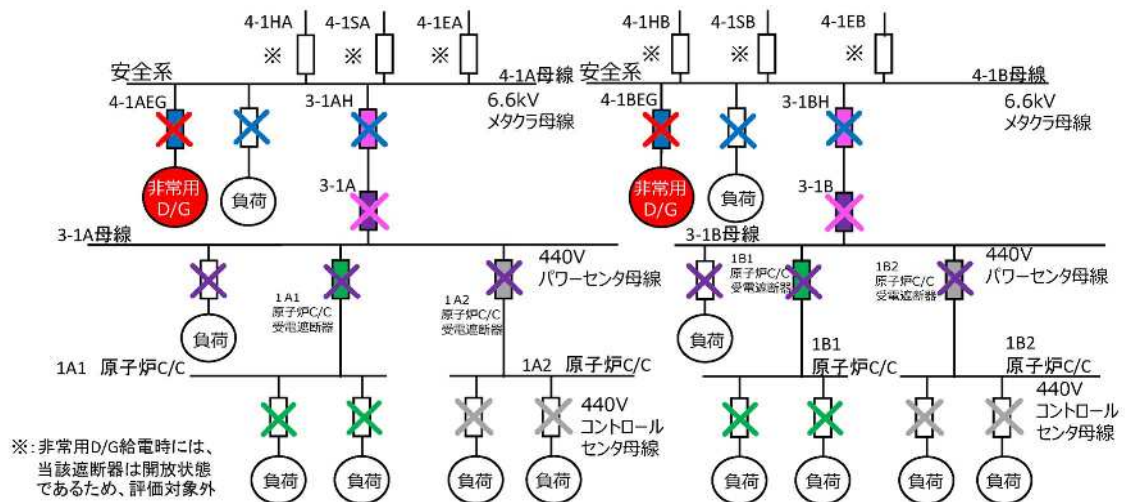 4-1HA
※
4-1SA
※
4-1EA
※
安全系
4-1A母線
4-1AEG
3-1AH
6.6kV
メタクラ母線
非常用
D/G
負荷
3-1A
3-1A母線
440V
パワーセンタ母線
1A1
原子炉C/C
受電遮断器
1A2
原子炉C/C
受電遮断器
負荷
1A1 原子炉C/C
1A2 原子炉C/C
440V
コントロール
センタ母線
負荷
負荷
負荷
負荷
4-1HB
※
4-1SB
※
4-1EB
※
安全系
4-1B母線
4-1BEG
3-1BH
6.6kV
メタクラ母線
非常用
D/G
負荷
3-1B
3-1B母線
440V
パワーセンタ母線
1B1
原子炉C/C
受電遮断器
1B2
原子炉C/C
受電遮断器
負荷
1B1
原子炉C/C
1B2
原子炉C/C
440V
コントロール
センタ母線
負荷
負荷
負荷
負荷
※:非常用D/G給電時には、
当該遮断器は開放状態
であるため、評価対象外